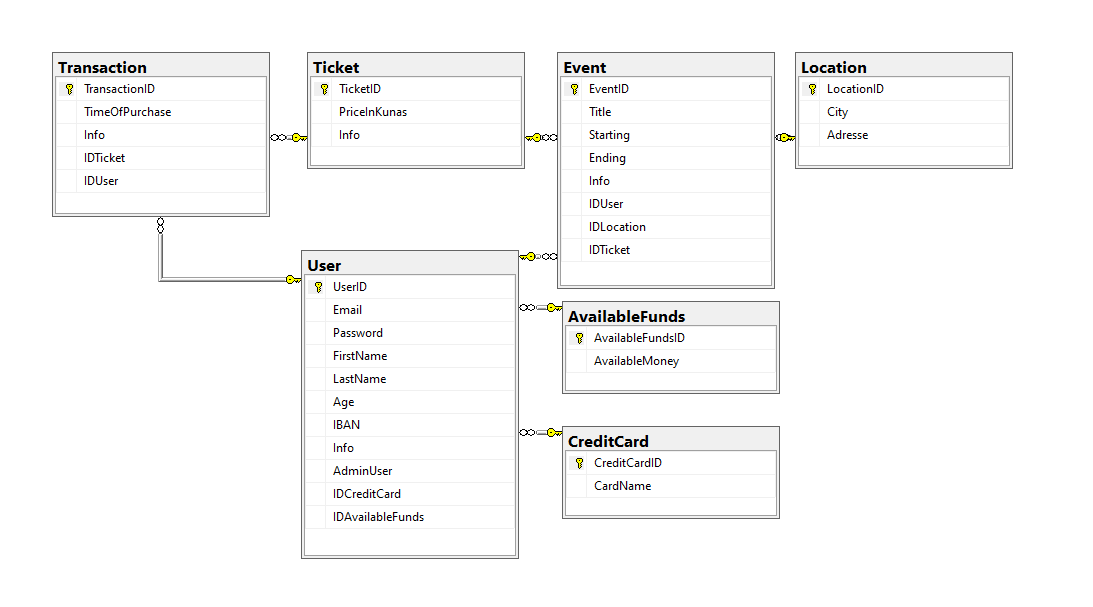 Transaction
TransactionID
TimeOfPurchase
Info
IDTicket
IDUser
Ticket
TicketID
PriceInKunas
Info
Event
EventID
Title
Starting
Ending
Info
IDUser
IDLocation
IDTicket
Location
LocationID
City
Adresse
User
UserID
Email
Password
FirstName
LastName
Age
IBAN
Info
AdminUser
IDCreditCard
IDAvailableFunds
AvailableFunds
AvailableFundsID
AvailableMoney
CreditCard
CreditCardID
CardName